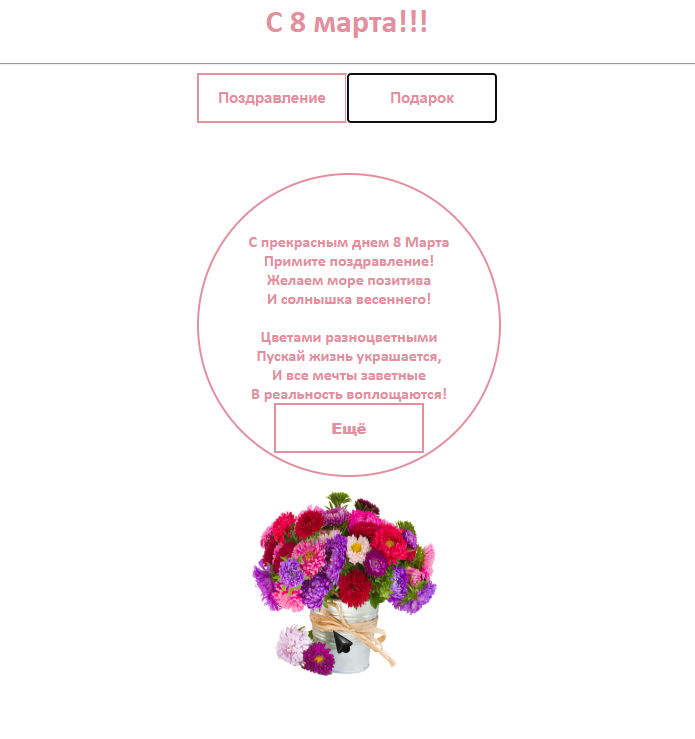 С 8 марта!!!
Поздравление
Подарок
С прекрасным днем 8 Марта
Примите поздравление!
Желаем море позитива
И солнышка весеннего!
Цветами разноцветными
Пускай жизнь украшается,
И все мечты заветные
В реальность воплощаются!
Ещё